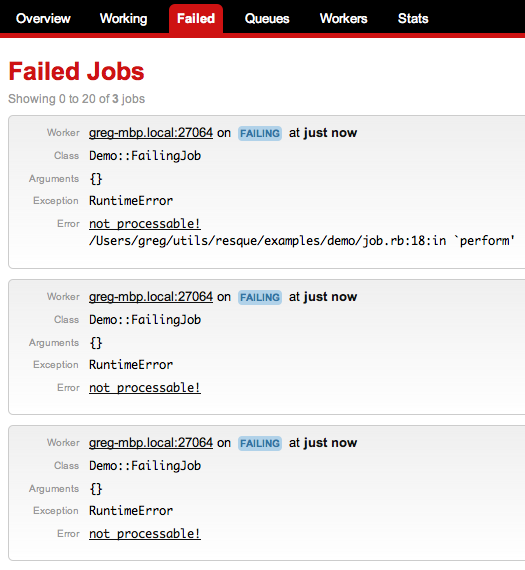 Overview Working Failed Queues Workers Stats
Failed Jobs
Showing 0 to 20 of 3 jobs
Worker greg-mbp.local:27064 on FAILING at just now
Class Demo::FailingJob
Arguments {}
Exception RuntimeError
Error not processable!
/Users/greg/utils/resque/examples/demo/job.rb:18:in `perform'
Worker greg-mbp.local:27064 on FAILING at just now
Class Demo::FailingJob
Arguments {}
Exception RuntimeError
Error not processable!
Worker greg-mbp.local:27064 on FAILING at just now
Class Demo::FailingJob
Arguments {}
Exception RuntimeError
Error not processable!